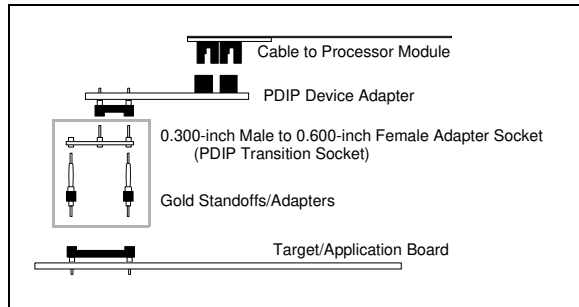 Cable to Processor Module
PDIP Device Adapter
0.300-inch Male to 0.600-inch Female Adapter Socket
(PDIP Transition Socket)
Gold Standoffs/Adapters
Target/Application Board